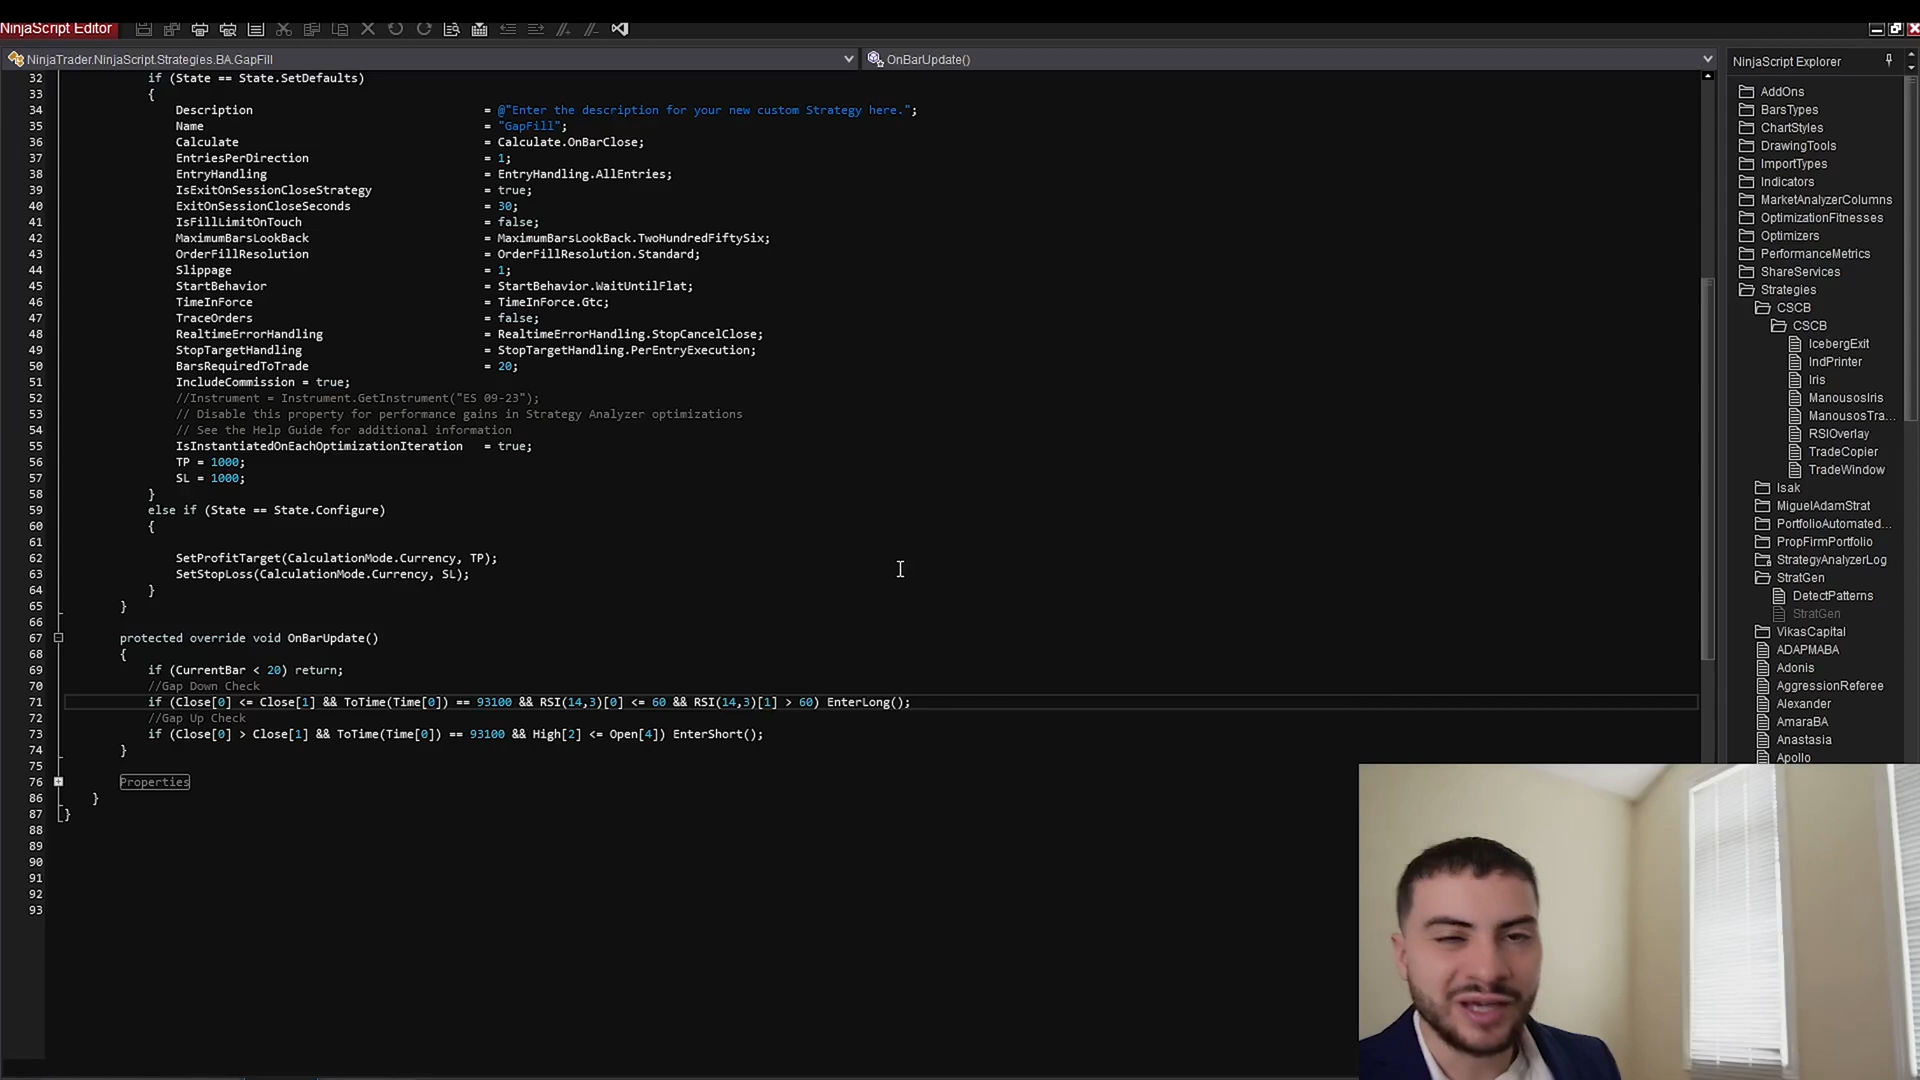 NinjaScript Editor
NinjaTrader.NinjaScript.Strategies.BA.GapFill
OnBarUpdate()
32 if (State == State.SetDefaults)
33 {
34 Description = @"Enter the description for your new custom Strategy here.";
35 Name = "GapFill";
36 Calculate = Calculate.OnBarClose;
37 EntriesPerDirection = 1;
38 EntryHandling = EntryHandling.AllEntries;
39 IsExitOnSessionCloseStrategy = true;
40 ExitOnSessionCloseSeconds = 30;
41 IsFillLimitOnTouch = false;
42 MaximumBarsLookBack = MaximumBarsLookBack.TwoHundredFiftySix;
43 OrderFillResolution = OrderFillResolution.Standard;
44 Slippage = 1;
45 StartBehavior = StartBehavior.WaitUntilFlat;
46 TimeInForce = TimeInForce.Gtc;
47 TraceOrders = false;
48 RealtimeErrorHandling = RealtimeErrorHandling.StopCancelClose;
49 StopTargetHandling = StopTargetHandling.PerEntryExecution;
50 BarsRequiredToTrade = 20;
51 IncludeCommission = true;
52 //Instrument = Instrument.GetInstrument("ES 09-23");
53 // Disable this property for performance gains in Strategy Analyzer optimizations
54 // See the Help Guide for additional information
55 IsInstantiatedOnEachOptimizationIteration = true;
56 TP = 1000;
57 SL = 1000;
58 }
59 else if (State == State.Configure)
60 {
61
62 SetProfitTarget(CalculationMode.Currency, TP);
63 SetStopLoss(CalculationMode.Currency, SL);
64 }
65 }
66
67 protected override void OnBarUpdate()
68 {
69 if (CurrentBar < 20) return;
70 //Gap Down Check
71 if (Close[0] <= Close[1] && ToTime(Time[0]) == 93100 && RSI(14,3)[0] <= 60 && RSI(14,3)[1] > 60) EnterLong();
72 //Gap Up Check
73 if (Close[0] > Close[1] && ToTime(Time[0]) == 93100 && High[2] <= Open[4]) EnterShort();
74 }
75
76 Properties
86 }
87 }
88
89
90
91
92
93
NinjaScript Explorer
AddOns
BarsTypes
ChartStyles
DrawingTools
ImportTypes
Indicators
MarketAnalyzerColumns
OptimizationFitnesses
Optimizers
PerformanceMetrics
ShareServices
Strategies
CSCB
CSCB
IcebergExit
IndPrinter
Iris
ManousosIris
ManousosTra...
RSIOverlay
TradeCopier
TradeWindow
Isak
MiguelAdamStrat
PortfolioAutomated...
PropFirmPortfolio
StrategyAnalyzerLog
StratGen
DetectPatterns
StratGen
VikasCapital
ADAPMABA
Adonis
AggressionReferee
Alexander
AmaraBA
Anastasia
Apollo